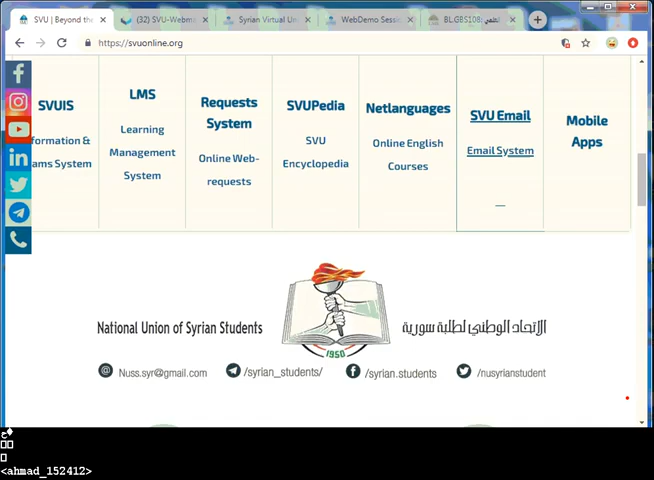 SVU | Beyond the
(32) SVU-Webma
Syrian Virtual Un
WebDemo Sessi
BL.GBS108:
https://svuonline.org
SVUIS
formation &
ams System
LMS
Learning
Management
System
Requests
System
Online Web-
requests
SVUPedia
SVU
Encyclopedia
Netlanguages
Online English
Courses
SVU Email
Email System
Mobile
Apps
National Union of Syrian Students
الاتحاد الوطني لطلبة سورية
1950
Nuss.syr@gmail.com
/syrian_students/
/syrian.students
/nusyrianstudent
<ahmad_152412>